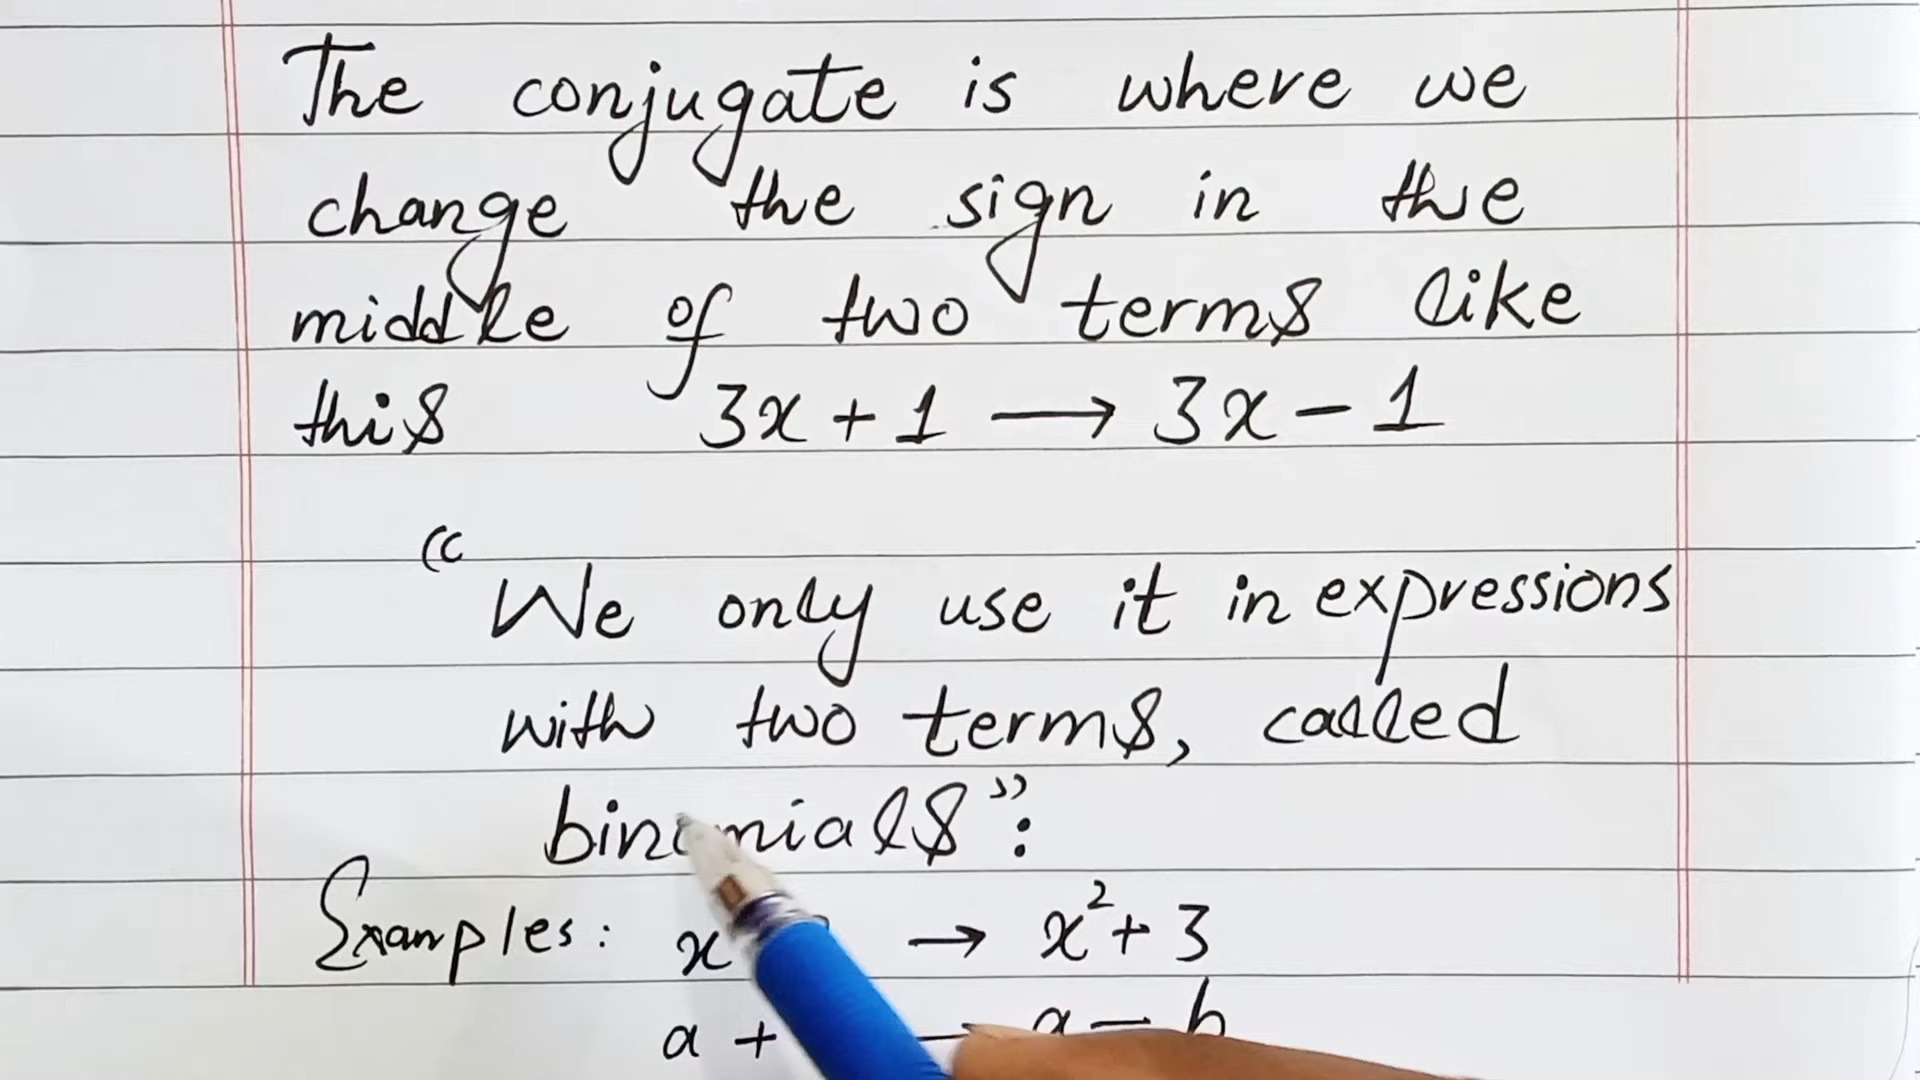 The conjugate is where we
change the sign in the
middle of two terms like
this 3x + 1 → 3x - 1
“We only use it in expressions
with two terms, called
binomials”:
Examples: x → x² + 3
a + a - b